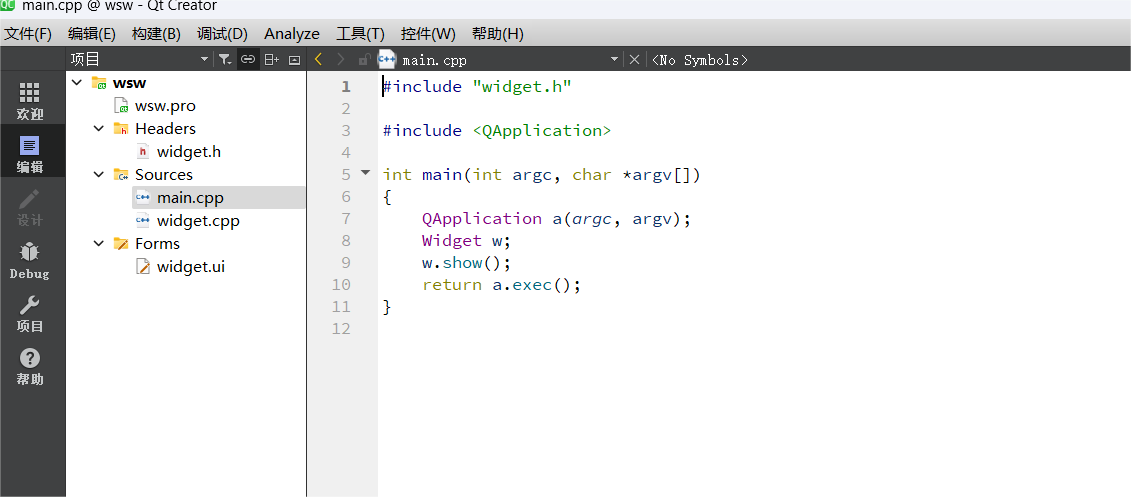 main.cpp @ wsw - Qt Creator
文件(F) 编辑(E) 构建(B) 调试(D) Analyze 工具(T) 控件(W) 帮助(H)
项目 main.cpp <No Symbols>
欢迎
编辑
设计
Debug
项目
帮助
wsw
wsw.pro
Headers
widget.h
Sources
main.cpp
widget.cpp
Forms
widget.ui
1 #include "widget.h"
2
3 #include <QApplication>
4
5 int main(int argc, char *argv[])
6 {
7     QApplication a(argc, argv);
8     Widget w;
9     w.show();
10     return a.exec();
11 }
12